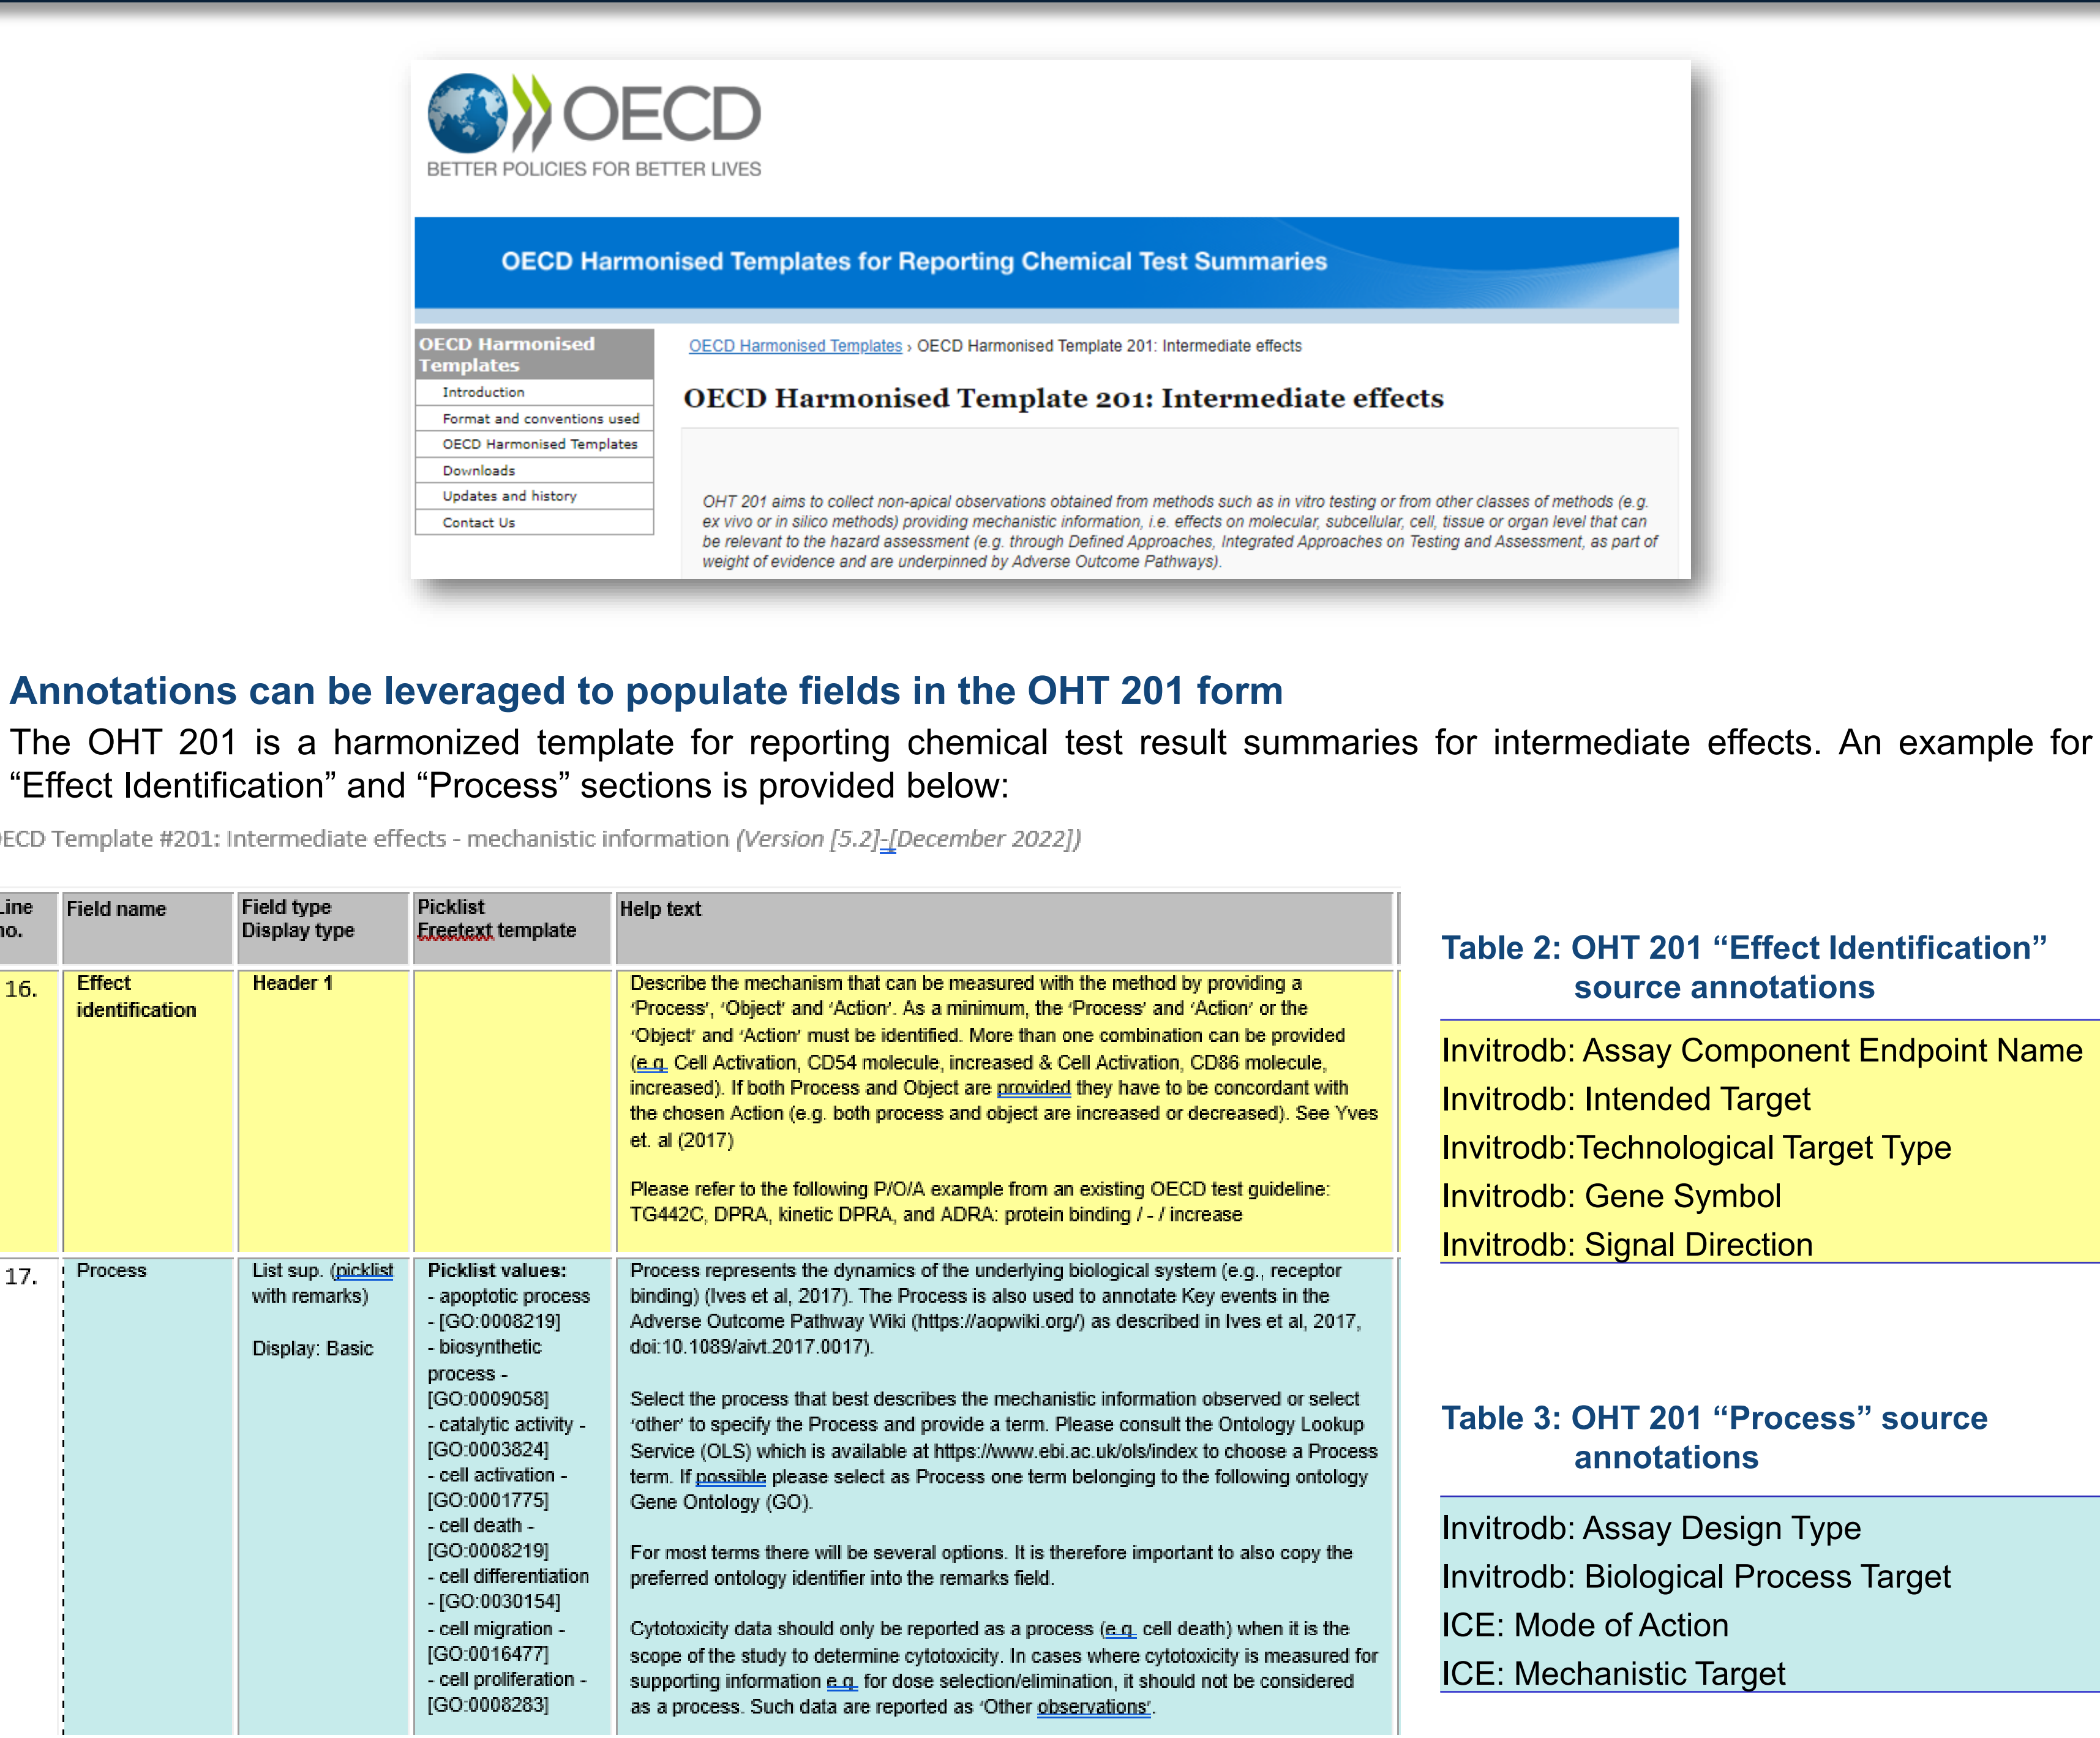 OECD
BETTER POLICIES FOR BETTER LIVES
OECD Harmonised Templates for Reporting Chemical Test Summaries
OECD Harmonised
Templates
Introduction
Format and conventions used
OECD Harmonised Templates
Downloads
Updates and history
Contact Us
OECD Harmonised Templates › OECD Harmonised Template 201: Intermediate effects
OECD Harmonised Template 201: Intermediate effects
OHT 201 aims to collect non-apical observations obtained from methods such as in vitro testing or from other classes of methods (e.g.
ex vivo or in silico methods) providing mechanistic information, i.e. effects on molecular, subcellular, cell, tissue or organ level that can
be relevant to the hazard assessment (e.g. through Defined Approaches, Integrated Approaches on Testing and Assessment, as part of
weight of evidence and are underpinned by Adverse Outcome Pathways).
Annotations can be leveraged to populate fields in the OHT 201 form
The OHT 201 is a harmonized template for reporting chemical test result summaries for intermediate effects. An example for
“Effect Identification” and “Process” sections is provided below:
ECD Template #201: Intermediate effects - mechanistic information (Version [5.2]-[December 2022])
Line
no.
Field name
Field type
Display type
Picklist
Freetext template
Help text
16.
Effect
identification
Header 1
Describe the mechanism that can be measured with the method by providing a
‘Process’, ‘Object’ and ‘Action’. As a minimum, the ‘Process’ and ‘Action’ or the
‘Object’ and ‘Action’ must be identified. More than one combination can be provided
(e.g. Cell Activation, CD54 molecule, increased & Cell Activation, CD86 molecule,
increased). If both Process and Object are provided they have to be concordant with
the chosen Action (e.g. both process and object are increased or decreased). See Yves
et. al (2017)
Please refer to the following P/O/A example from an existing OECD test guideline:
TG442C, DPRA, kinetic DPRA, and ADRA: protein binding / - / increase
17.
Process
List sup. (picklist
with remarks)
Display: Basic
Picklist values:
- apoptotic process
- [GO:0008219]
- biosynthetic
process -
[GO:0009058]
- catalytic activity -
[GO:0003824]
- cell activation -
[GO:0001775]
- cell death -
[GO:0008219]
- cell differentiation
- [GO:0030154]
- cell migration -
[GO:0016477]
- cell proliferation -
[GO:0008283]
Process represents the dynamics of the underlying biological system (e.g., receptor
binding) (Ives et al, 2017). The Process is also used to annotate Key events in the
Adverse Outcome Pathway Wiki (https://aopwiki.org/) as described in Ives et al, 2017,
doi:10.1089/aivt.2017.0017).
Select the process that best describes the mechanistic information observed or select
‘other’ to specify the Process and provide a term. Please consult the Ontology Lookup
Service (OLS) which is available at https://www.ebi.ac.uk/ols/index to choose a Process
term. If possible please select as Process one term belonging to the following ontology
Gene Ontology (GO).
For most terms there will be several options. It is therefore important to also copy the
preferred ontology identifier into the remarks field.
Cytotoxicity data should only be reported as a process (e.g. cell death) when it is the
scope of the study to determine cytotoxicity. In cases where cytotoxicity is measured for
supporting information e.g. for dose selection/elimination, it should not be considered
as a process. Such data are reported as ‘Other observations’.
Table 2: OHT 201 “Effect Identification”
source annotations
Invitrodb: Assay Component Endpoint Name
Invitrodb: Intended Target
Invitrodb:Technological Target Type
Invitrodb: Gene Symbol
Invitrodb: Signal Direction
Table 3: OHT 201 “Process” source
annotations
Invitrodb: Assay Design Type
Invitrodb: Biological Process Target
ICE: Mode of Action
ICE: Mechanistic Target